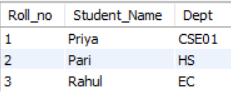 Roll_no Student_Name Dept
1 Priya CSE01
2 Pari HS
3 Rahul EC